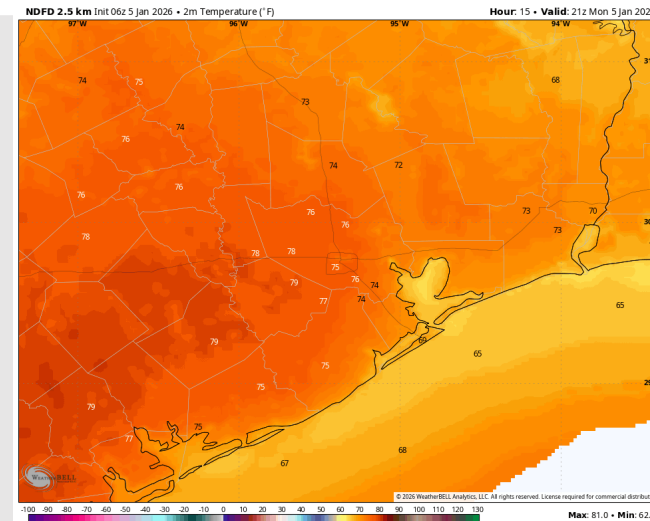 NDFD 2.5 km Init 06z 5 Jan 2026 • 2m Temperature (°F)
Hour: 15 • Valid: 21z Mon 5 Jan 202
97°W 96°W 95°W 94°W
74 75 73 68
76 74
74 72
76 76
76 76 73 70
78 73
78 78
75
79 76 74
77 74 65
79 69
65
75
75
79
75
77
68
67
WEATHERBELL
© 2026 WeatherBELL Analytics, LLC. All rights reserved. License required for commercial distribut
-100 -90 -80 -70 -60 -50 -40 -30 -20 -10 0 10 20 30 40 50 60 70 80 90 100 110 120 130
Max: 81.0 • Min: 62.